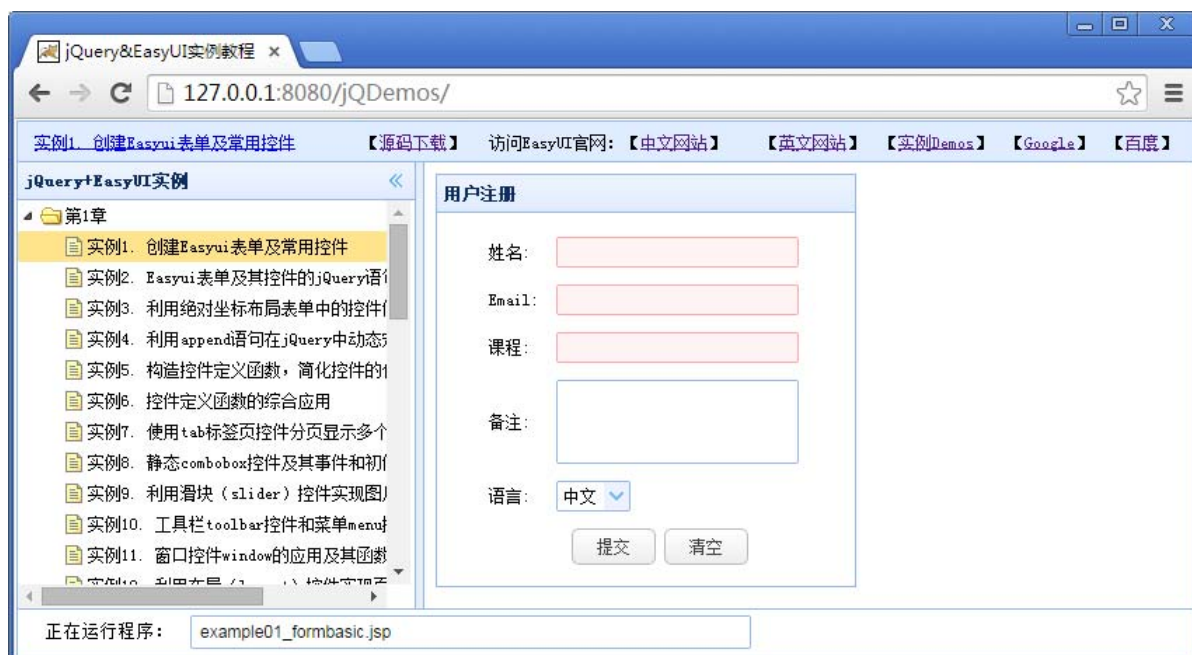 jQuery&EasyUI实例教程
127.0.0.1:8080/jQDemos/
实例1. 创建Easyui表单及常用控件 【源码下载】 访问EasyUI官网：【中文网站】 【英文网站】 【实例Demos】 【Google】 【百度】
jQuery+EasyUI实例
第1章
实例1. 创建Easyui表单及常用控件
实例2. Easyui表单及其控件的jQuery语
实例3. 利用绝对坐标布局表单中的控件
实例4. 利用append语句在jQuery中动态
实例5. 构造控件定义函数，简化控件的
实例6. 控件定义函数的综合应用
实例7. 使用tab标签页控件分页显示多个
实例8. 静态combobox控件及其事件和初
实例9. 利用滑块（slider）控件实现图
实例10. 工具栏toolbar控件和菜单menu
实例11. 窗口控件window的应用及其函数
用户注册
姓名：
Email：
课程：
备注：
语言： 中文
提交 清空
正在运行程序： example01_formbasic.jsp